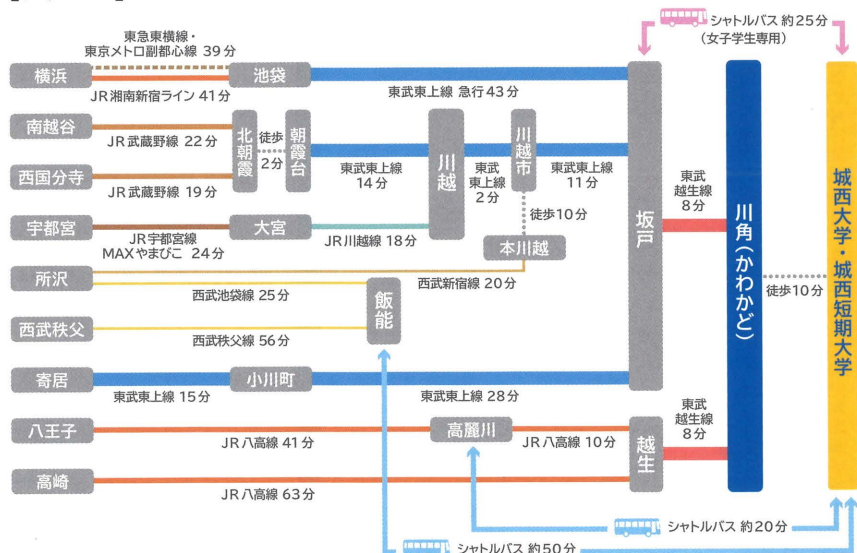 シャトルバス 約25分
（女子学生専用）
東急東横線・
東京メトロ副都心線 39分
横浜
池袋
JR湘南新宿ライン 41分
東武東上線 急行43分
南越谷
JR武蔵野線 22分
北朝霞
徒歩
2分
朝霞台
東武東上線
14分
川越
東武
東上線
2分
川越市
東武東上線
11分
西国分寺
JR武蔵野線 19分
宇都宮
JR宇都宮線
MAXやまびこ 24分
大宮
JR川越線 18分
徒歩10分
本川越
所沢
西武新宿線 20分
西武池袋線 25分
飯能
西武秩父
西武秩父線 56分
寄居
東武東上線 15分
小川町
東武東上線 28分
坂戸
東武
越生線
8分
川角（かわかど）
徒歩10分
城西大学・城西短期大学
八王子
JR八高線 41分
高麗川
JR八高線 10分
越生
東武
越生線
8分
高崎
JR八高線 63分
シャトルバス 約20分
シャトルバス 約50分